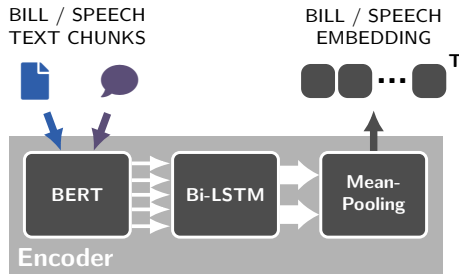 BILL / SPEECH
TEXT CHUNKS
BILL / SPEECH
EMBEDDING
T
BERT
Bi-LSTM
Mean-
Pooling
Encoder